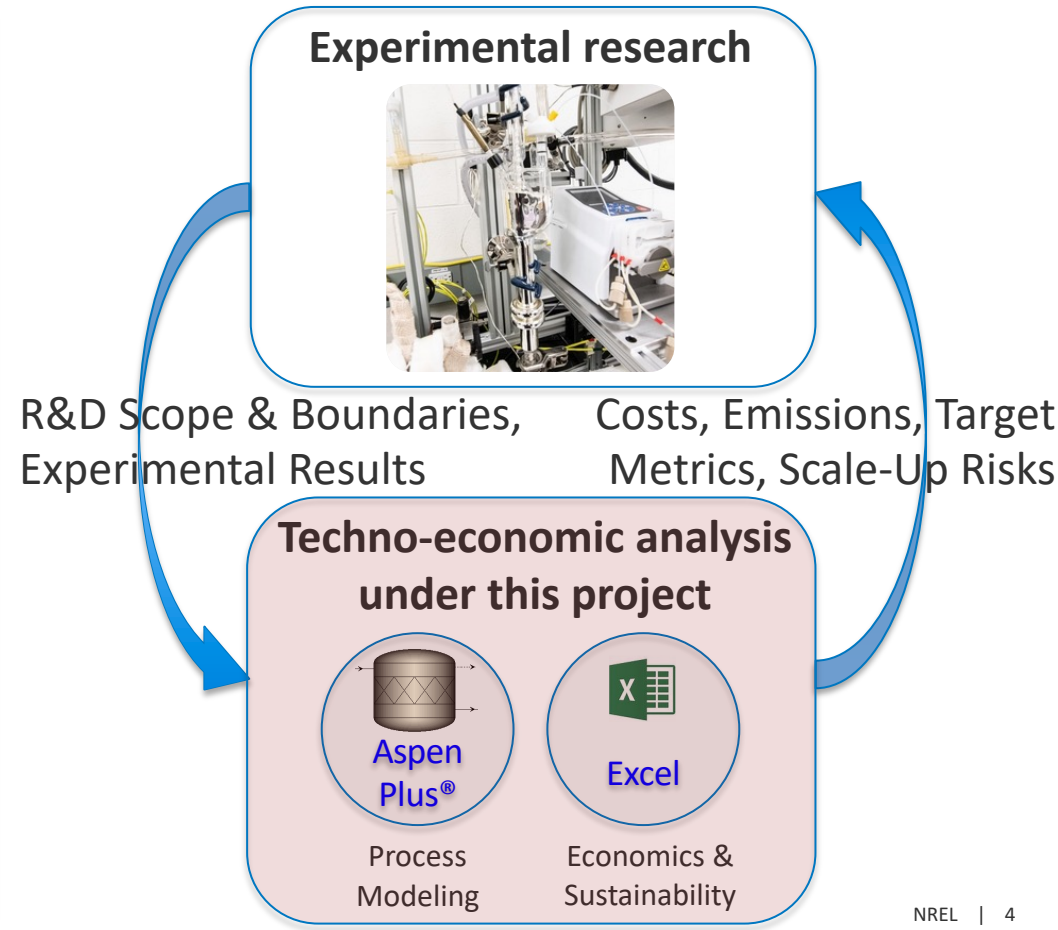 Experimental research
R&D Scope & Boundaries,
Experimental Results
Costs, Emissions, Target
Metrics, Scale-Up Risks
Techno-economic analysis
under this project
Aspen
Plus®
Process
Modeling
X
Excel
Economics &
Sustainability
NREL | 4